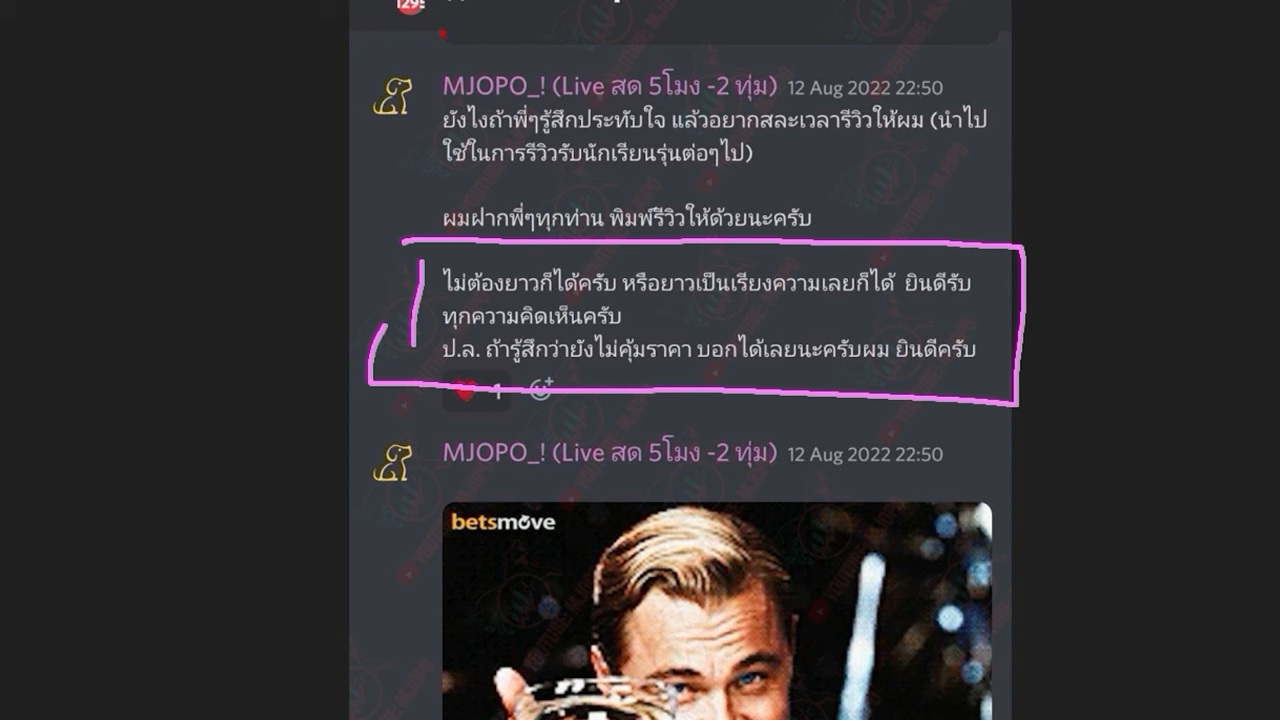 MJOPO_! (Live สด 5โมง -2 ทุ่ม) 12 Aug 2022 22:50
ยังไงถ้าพี่ๆรู้สึกประทับใจ แล้วอยากสละเวลารีวิวให้ผม (นำไป
ใช้ในการรีวิวรับนักเรียนรุ่นต่อๆไป)
ผมฝากพี่ๆทุกท่าน พิมพ์รีวิวให้ด้วยนะครับ
ไม่ต้องยาวก็ได้ครับ หรือยาวเป็นเรียงความเลยก็ได้ ยินดีรับ
ทุกความคิดเห็นครับ
ป.ล. ถ้ารู้สึกว่ายังไม่คุ้มราคา บอกได้เลยนะครับผม ยินดีครับ
1
MJOPO_! (Live สด 5โมง -2 ทุ่ม) 12 Aug 2022 22:50
betsmove